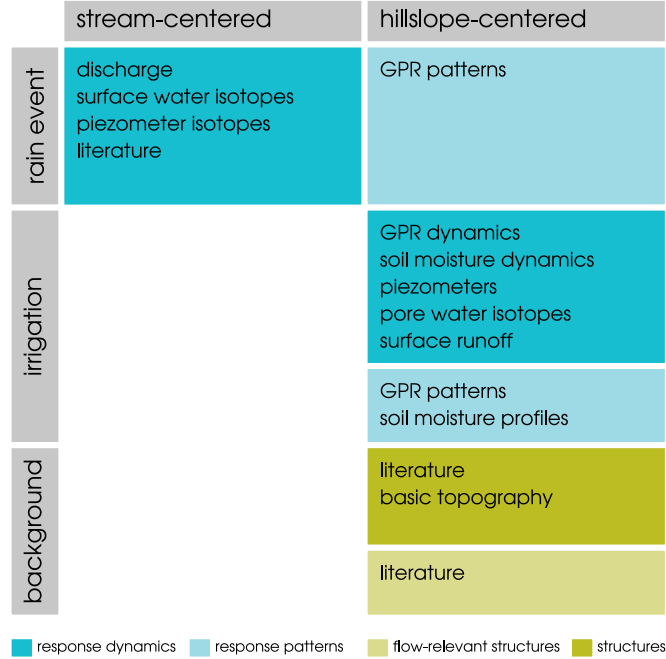 stream-centered
hillslope-centered
rain event
discharge
surface water isotopes
piezometer isotopes
literature
GPR patterns
irrigation
GPR dynamics
soil moisture dynamics
piezometers
pore water isotopes
surface runoff
GPR patterns
soil moisture profiles
background
literature
basic topography
literature
response dynamics
response patterns
flow-relevant structures
structures